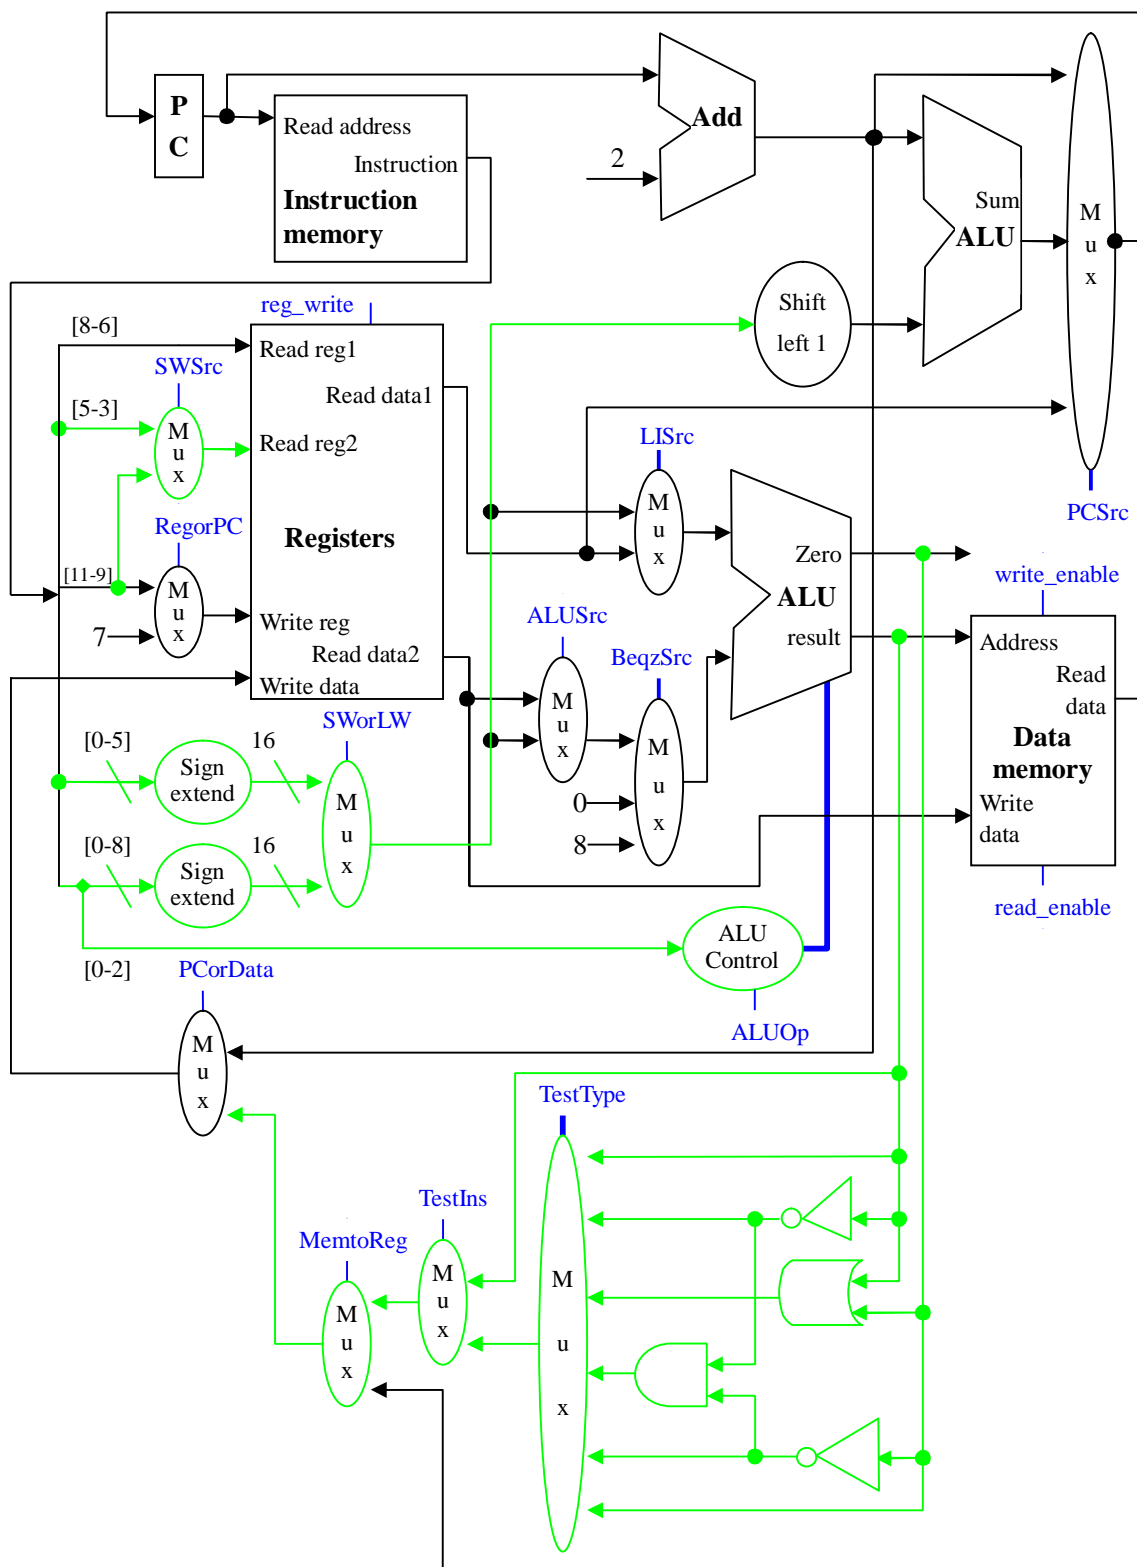 P
C
Read address
Instruction
Instruction
memory
Add
2
Sum
ALU
M
u
x
Shift
left 1
reg_write
[8-6]
Read reg1
SWSrc
Read data1
[5-3]
M
u
x
Read reg2
LISrc
M
u
x
PCSrc
RegorPC
Registers
Zero
ALU
result
[11-9]
M
u
x
7
Write reg
Read data2
Write data
ALUSrc
M
u
x
BeqzSrc
M
u
x
0
8
write_enable
Address
Read
data
Data
memory
Write
data
read_enable
SWorLW
[0-5]
Sign
extend
16
M
u
x
[0-8]
Sign
extend
16
ALU
Control
ALUOp
[0-2]
PCorData
M
u
x
TestType
M
u
x
TestIns
M
u
x
MemtoReg
M
u
x